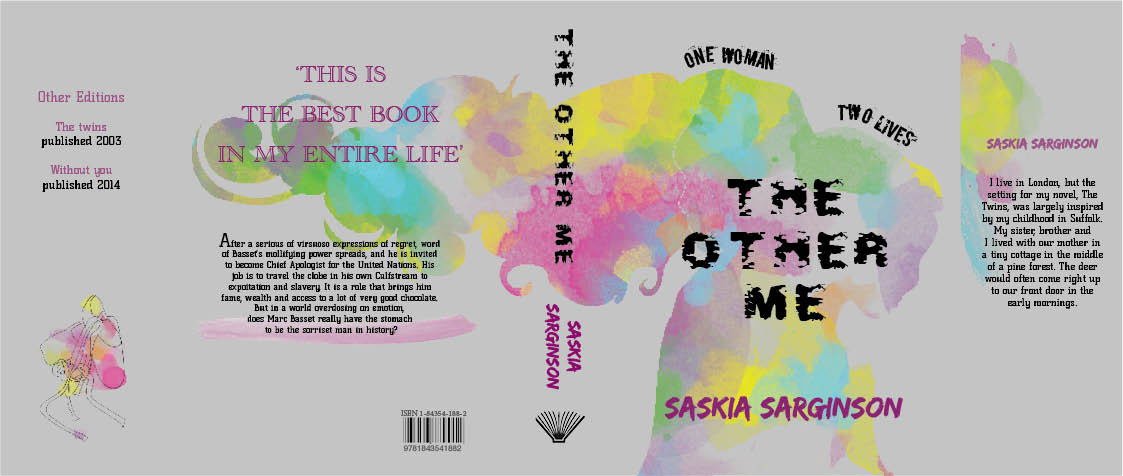 Other Editions
The twins
published 2003
Without you
published 2014
‘THIS IS
THE BEST BOOK
IN MY ENTIRE LIFE’
After a serious of virsnuso expressions of regret, word
of Basset's mollifying power spreads, and he is invited
to become Chief Apologist for the United Nations. His
job is to travel the globe in his own Gulfstream to
expoitation and slavery. It is a role that brings him
fame, wealth and access to a lot of very good chocolate.
But in a world overdosing on emotion,
does Marc Basset really have the stomach
to be the sorriset man in history?
ISBN 1-84354-188-2
9781843541882
THE OTHER ME
SASKIA
SARGINSON
ONE WOMAN
TWO LIVES
THE
OTHER
ME
SASKIA SARGINSON
SASKIA SARGINSON
I live in London, but the
setting for my novel, The
Twins, was largely inspired
by my childhood in Suffolk.
My sister, brother and
I lived with our mother in
a tiny cottage in the middle
of a pine forest. The deer
would often come right up
to our front door in the
early mornings.